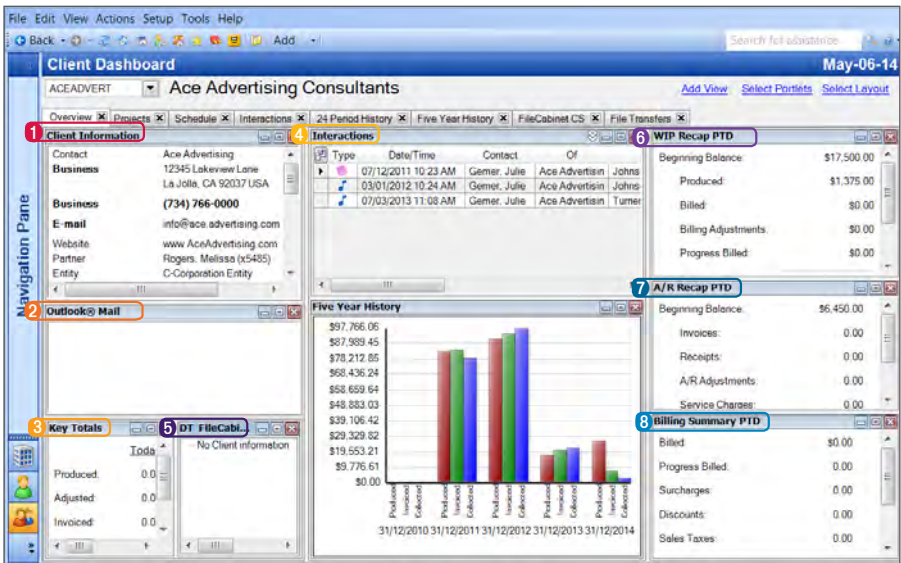 File Edit View Actions Setup Tools Help
Back Add Search for assistance
Client Dashboard May-06-14
ACEADVERT Ace Advertising Consultants Add View Select Portlets Select Layout
Overview Projects Schedule Interactions 24 Period History Five Year History FileCabinet CS File Transfers
Navigation Pane
1 Client Information
Contact Ace Advertising
Business 12345 Lakeview Lane
La Jolla, CA 92037 USA
Business (734) 766-0000
E-mail info@ace.advertising.com
Website www.AceAdvertising.com
Partner Rogers, Melissa (x5485)
Entity C-Corporation Entity
2 Outlook® Mail
3 Key Totals
Toda
Produced: 0.0
Adjusted: 0.0
Invoiced: 0.0
5 DT FileCabi...
No Client information
4 Interactions
Type Date/Time Contact Of
07/12/2011 10:23 AM Gemer, Julie Ace Advertisin Johns
03/01/2012 10:24 AM Gemer, Julie Ace Advertisin Johns
07/03/2013 11:08 AM Gemer, Julie Ace Advertisin Turner
Five Year History
$97,766.06
$87,989.45
$78,212.85
$68,436.24
$58,659.64
$48,883.03
$39,106.42
$29,329.82
$19,553.21
$9,776.61
$0.00
Produced Invoiced Collected Produced Invoiced Collected Produced Invoiced Collected Produced Invoiced Collected Produced Invoiced Collected
31/12/2010 31/12/2011 31/12/2012 31/12/2013 31/12/2014
6 WIP Recap PTD
Beginning Balance: $17,500.00
Produced: $1,375.00
Billed: $0.00
Billing Adjustments: $0.00
Progress Billed: $0.00
7 A/R Recap PTD
Beginning Balance: $6,450.00
Invoices: 0.00
Receipts: 0.00
A/R Adjustments: 0.00
Service Charges: 0.00
8 Billing Summary PTD
Billed: $0.00
Progress Billed: 0.00
Surcharges: 0.00
Discounts: 0.00
Sales Taxes: 0.00